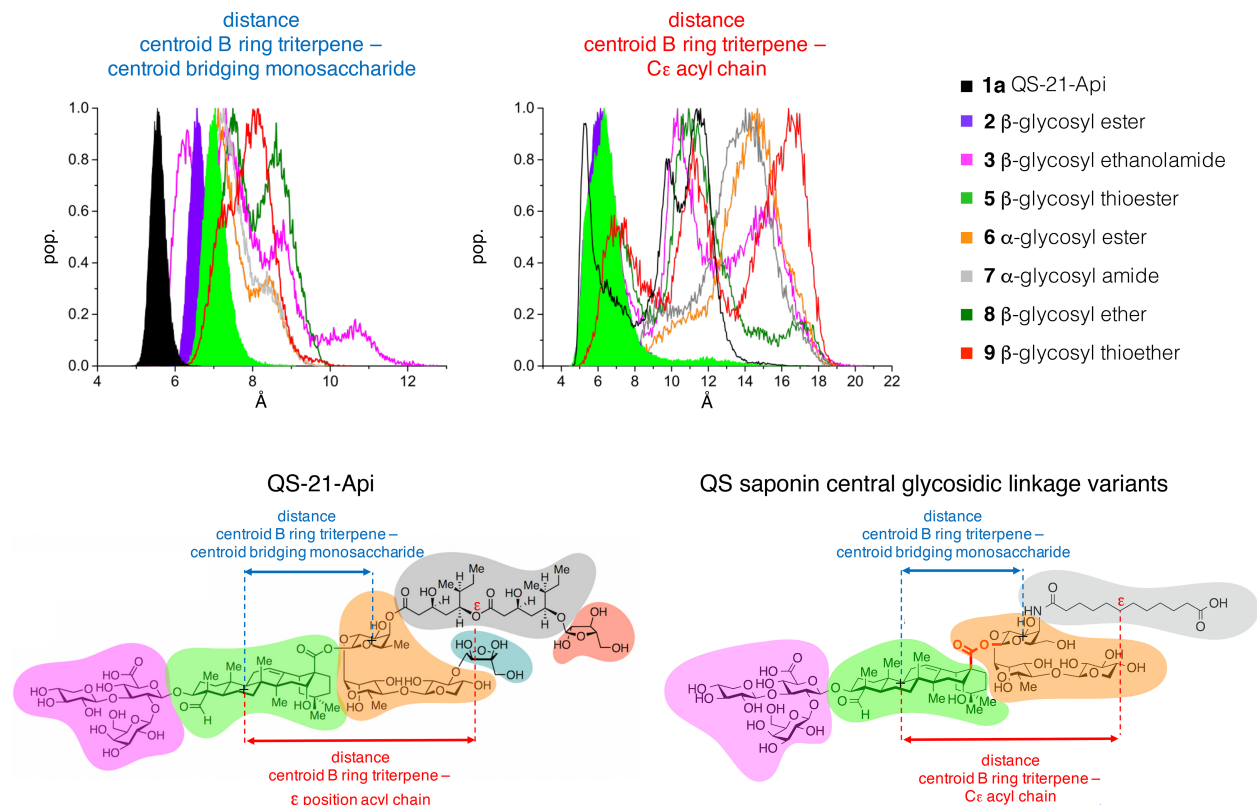 distance
centroid B ring triterpene –
centroid bridging monosaccharide
distance
centroid B ring triterpene –
Cε acyl chain
1.0
0.8
0.6
0.4
0.2
0.0
pop.
4
6
8
10
12
Å
1.0
0.8
0.6
0.4
0.2
0.0
pop.
4
6
8
10
12
14
16
18
20
22
Å
1a QS-21-Api
2 β-glycosyl ester
3 β-glycosyl ethanolamide
5 β-glycosyl thioester
6 α-glycosyl ester
7 α-glycosyl amide
8 β-glycosyl ether
9 β-glycosyl thioether
QS-21-Api
distance
centroid B ring triterpene –
centroid bridging monosaccharide
distance
centroid B ring triterpene –
ε position acyl chain
QS saponin central glycosidic linkage variants
distance
centroid B ring triterpene –
centroid bridging monosaccharide
distance
centroid B ring triterpene –
Cε acyl chain